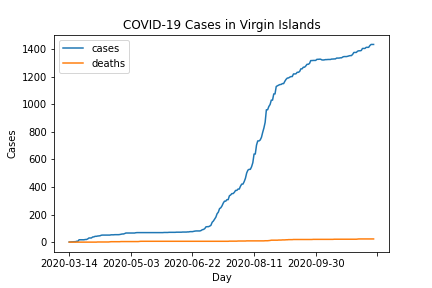 COVID-19 Cases in Virgin Islands
cases
deaths
Cases
1400
1200
1000
800
600
400
200
0
2020-03-14 2020-05-03 2020-06-22 2020-08-11 2020-09-30
Day